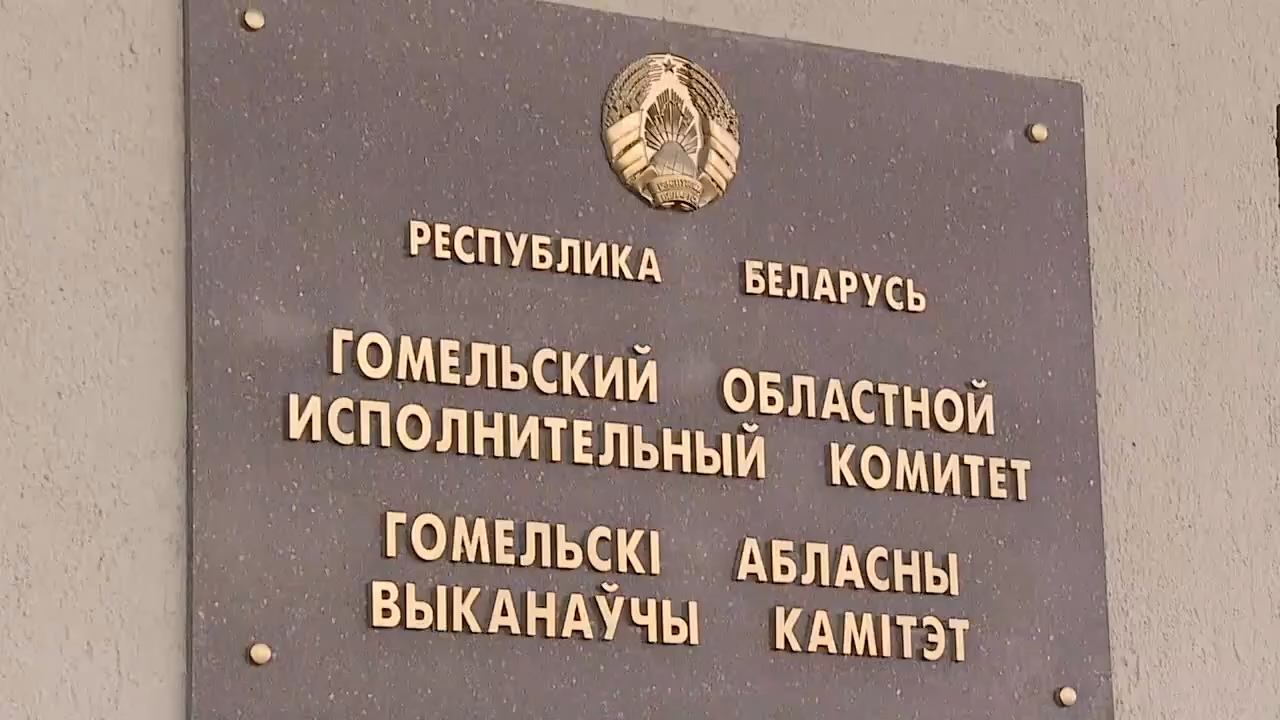 РЕСПУБЛИКА БЕЛАРУСЬ
ГОМЕЛЬСКИЙ ОБЛАСТНОЙ
ИСПОЛНИТЕЛЬНЫЙ КОМИТЕТ
ГОМЕЛЬСКІ АБЛАСНЫ
ВЫКАНАЎЧЫ КАМІТЭТ